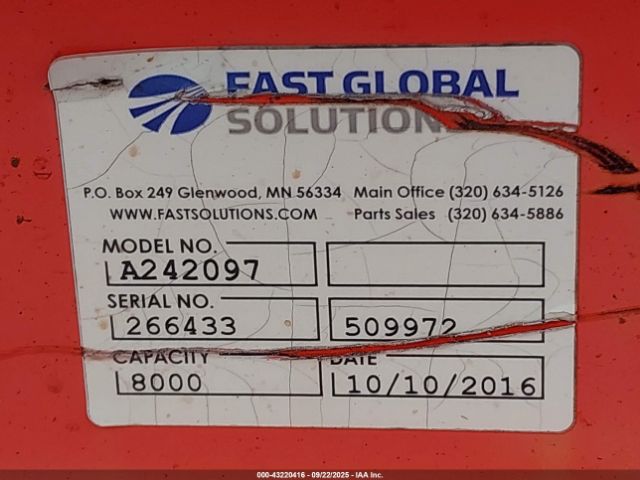 FAST GLOBAL
SOLUTIONS
P.O. Box 249 Glenwood, MN 56334 Main Office (320) 634-5126
WWW.FASTSOLUTIONS.COM Parts Sales (320) 634-5886
MODEL NO.
A242097
SERIAL NO.
266433 509972
CAPACITY DATE
8000 10/10/2016
000-43220416 - 09/22/2025 - IAA Inc.